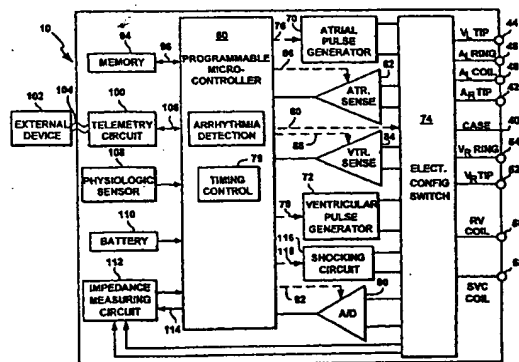 10
94
MEMORY
96
102
EXTERNAL
DEVICE
104
100
TELEMETRY
CIRCUIT
106
108
PHYSIOLOGIC
SENSOR
110
BATTERY
112
IMPEDANCE
MEASURING
CIRCUIT
114
60
PROGRAMMABLE
MICRO-
CONTROLLER
ARRHYTHMIA
DETECTION
79
TIMING
CONTROL
76
70
ATRIAL
PULSE
GENERATOR
86
82
ATR.
SENSE
80
88
84
VTR.
SENSE
78
72
VENTRICULAR
PULSE
GENERATOR
116
118
SHOCKING
CIRCUIT
92
90
A/D
74
ELECT.
CONFIG
SWITCH
VL TIP
44
AL RING
AL COIL
AR TIP
42
CASE
40
VR RING
VR TIP
RV
COIL
SVC
COIL